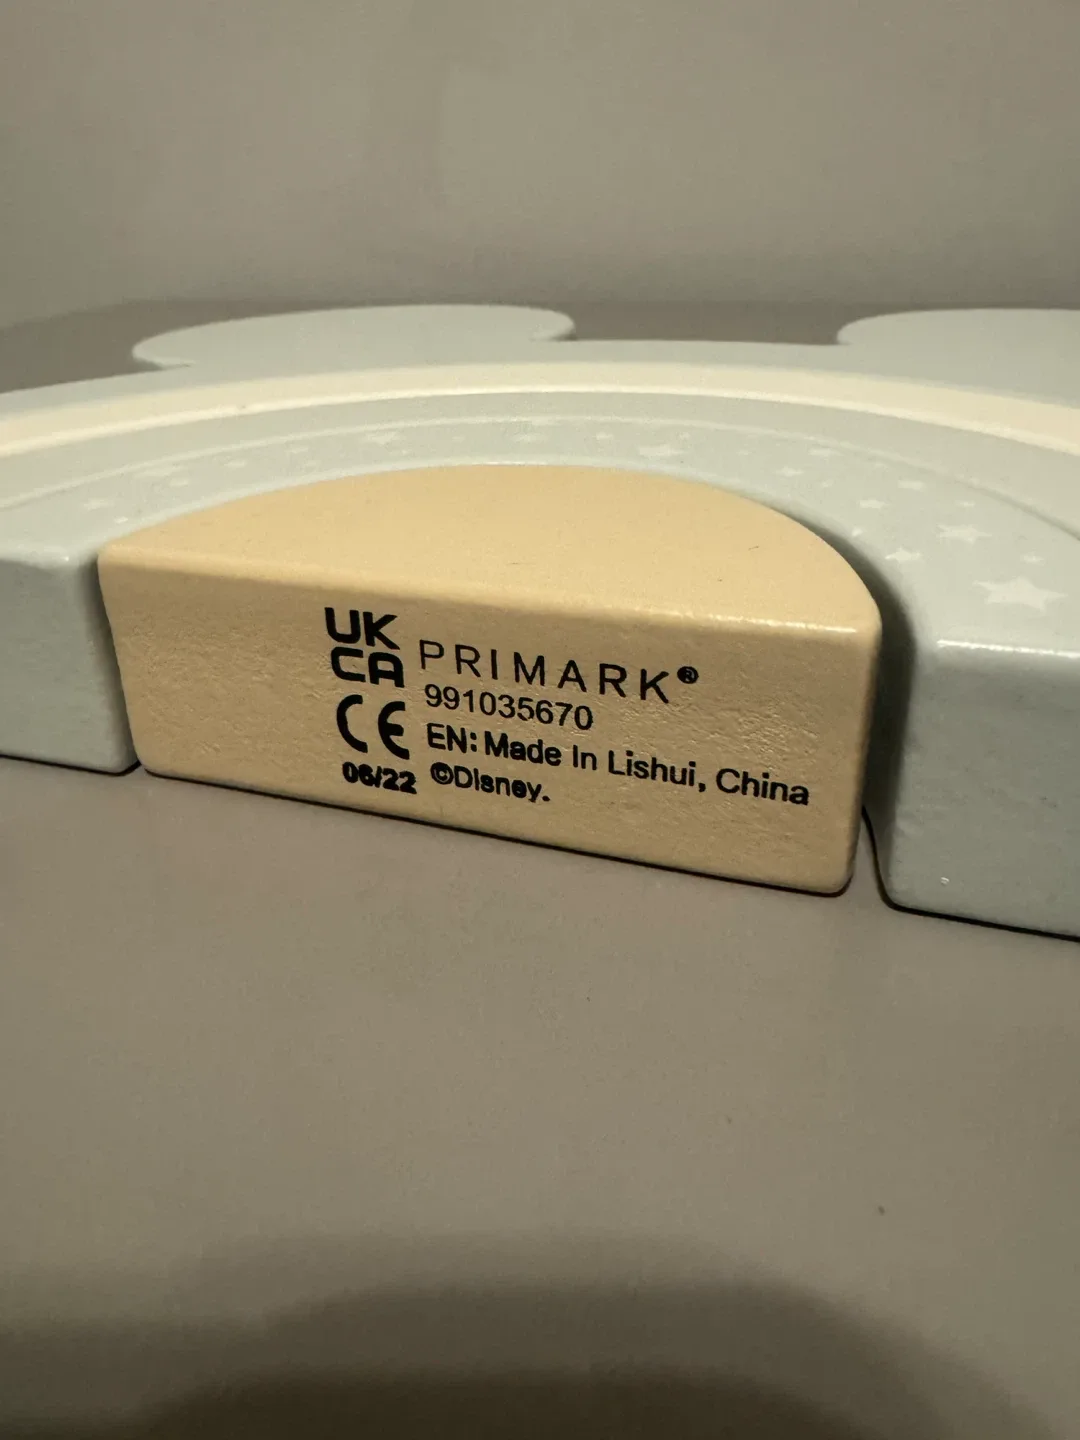 UK
CA
PRIMARK®
991035670
CE
EN: Made In Lishui, China
06/22 ©Disney.